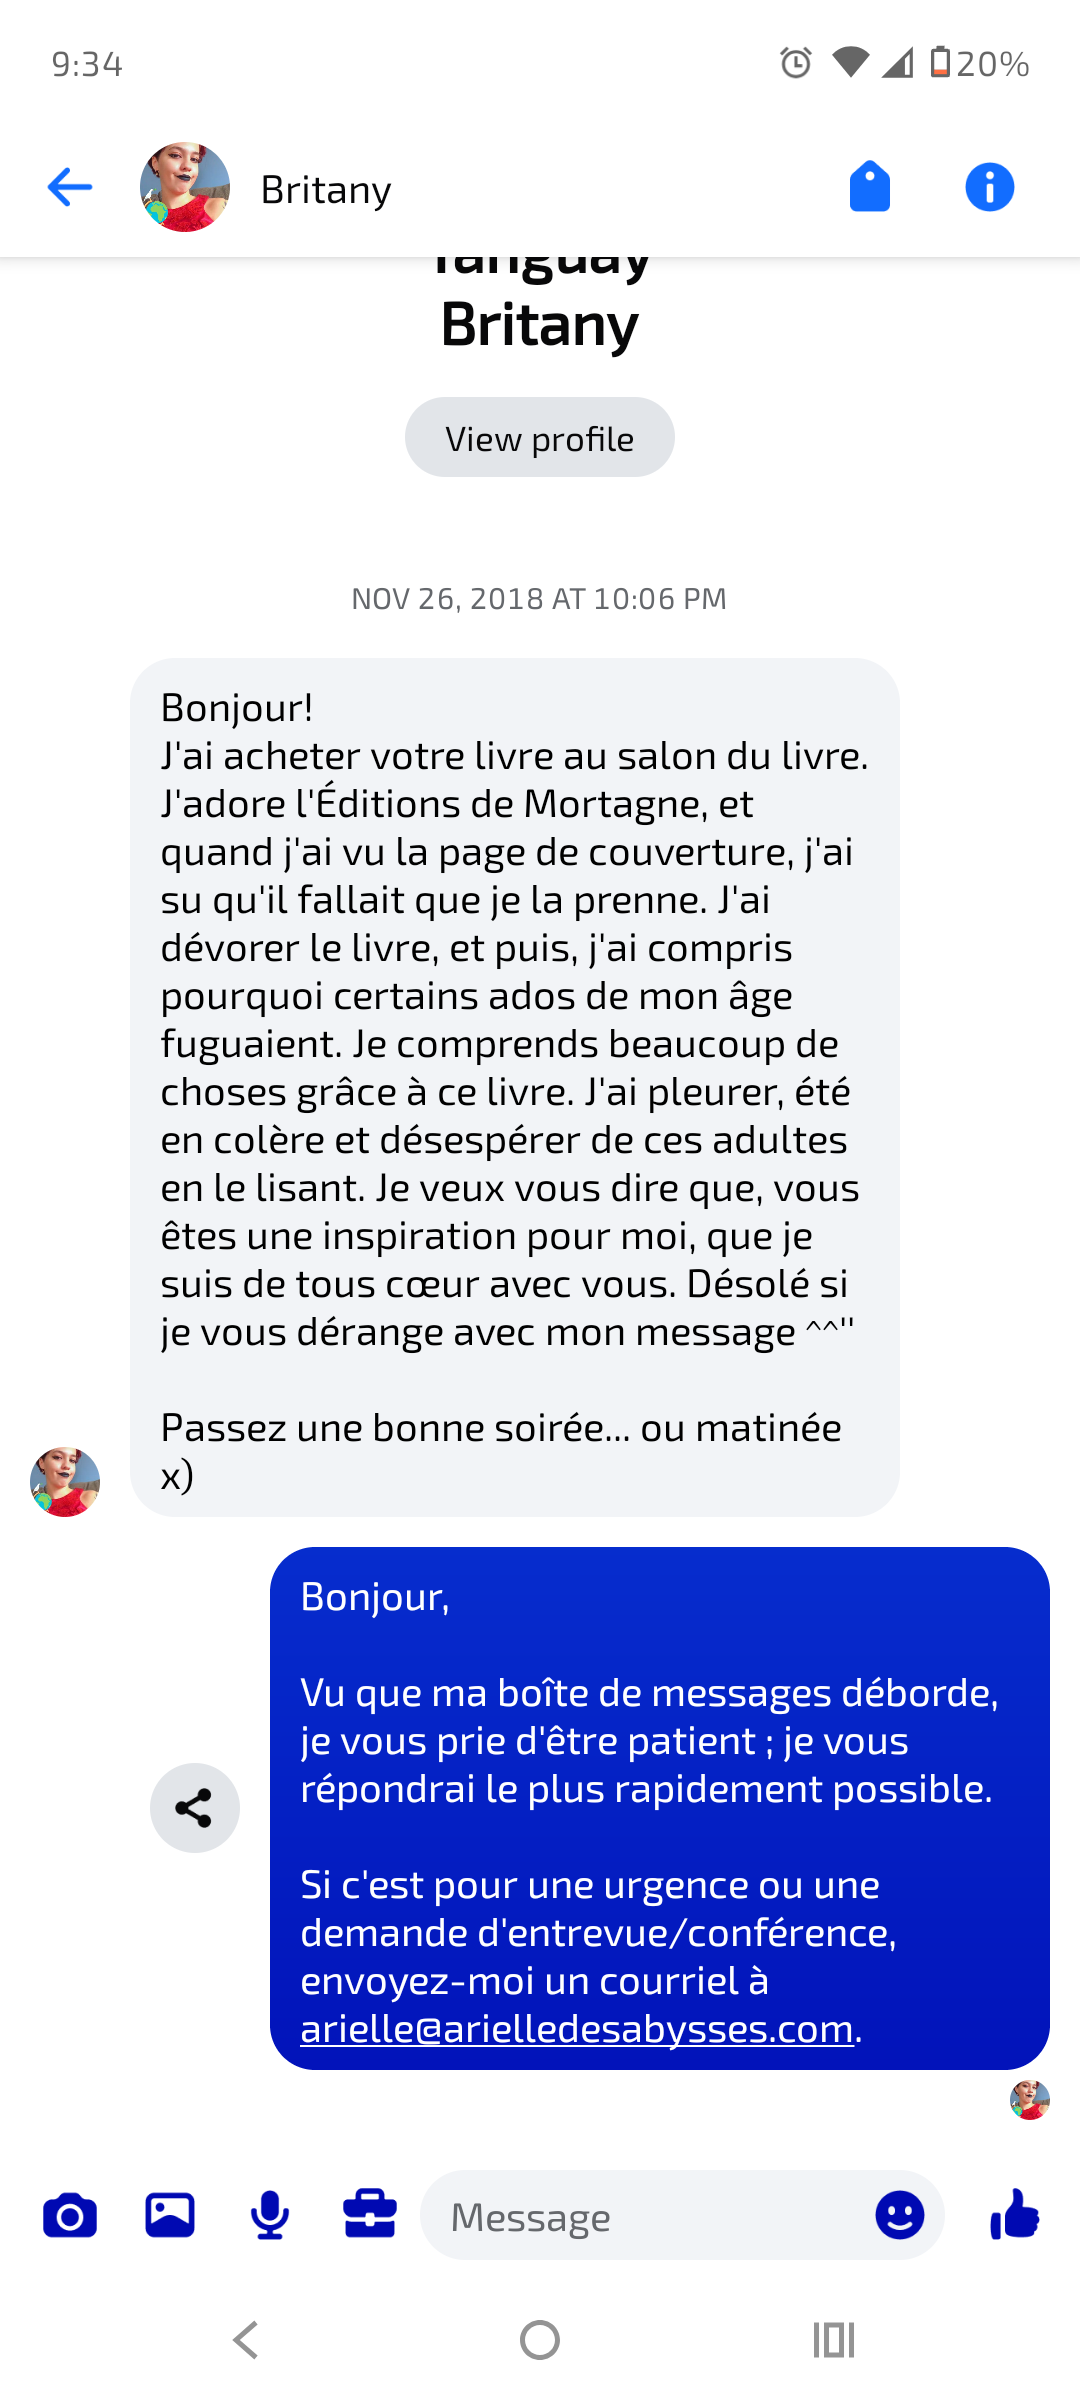 9:34
20%
Britany
Tanguay
Britany
View profile
NOV 26, 2018 AT 10:06 PM
Bonjour!
J'ai acheter votre livre au salon du livre.
J'adore l'Éditions de Mortagne, et
quand j'ai vu la page de couverture, j'ai
su qu'il fallait que je la prenne. J'ai
dévorer le livre, et puis, j'ai compris
pourquoi certains ados de mon âge
fuguaient. Je comprends beaucoup de
choses grâce à ce livre. J'ai pleurer, été
en colère et désespérer de ces adultes
en le lisant. Je veux vous dire que, vous
êtes une inspiration pour moi, que je
suis de tous cœur avec vous. Désolé si
je vous dérange avec mon message ^^"
Passez une bonne soirée... ou matinée
x)
Bonjour,
Vu que ma boîte de messages déborde,
je vous prie d'être patient ; je vous
répondrai le plus rapidement possible.
Si c'est pour une urgence ou une
demande d'entrevue/conférence,
envoyez-moi un courriel à
arielle@arielledesabysses.com.
Message